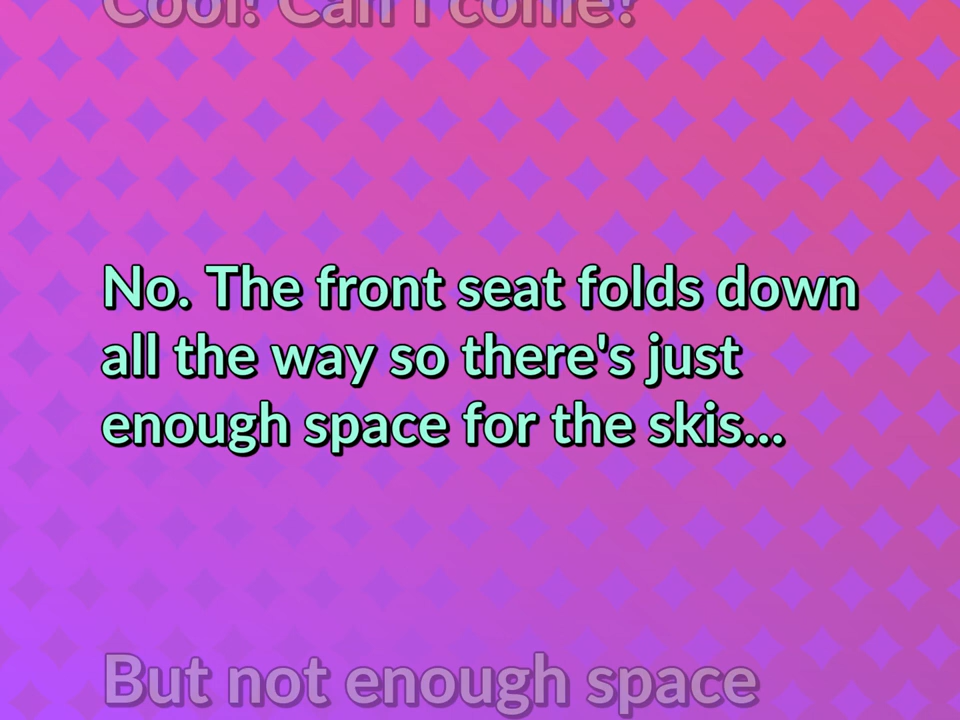 Cool! Can I come?
No. The front seat folds down
all the way so there's just
enough space for the skis...
But not enough space